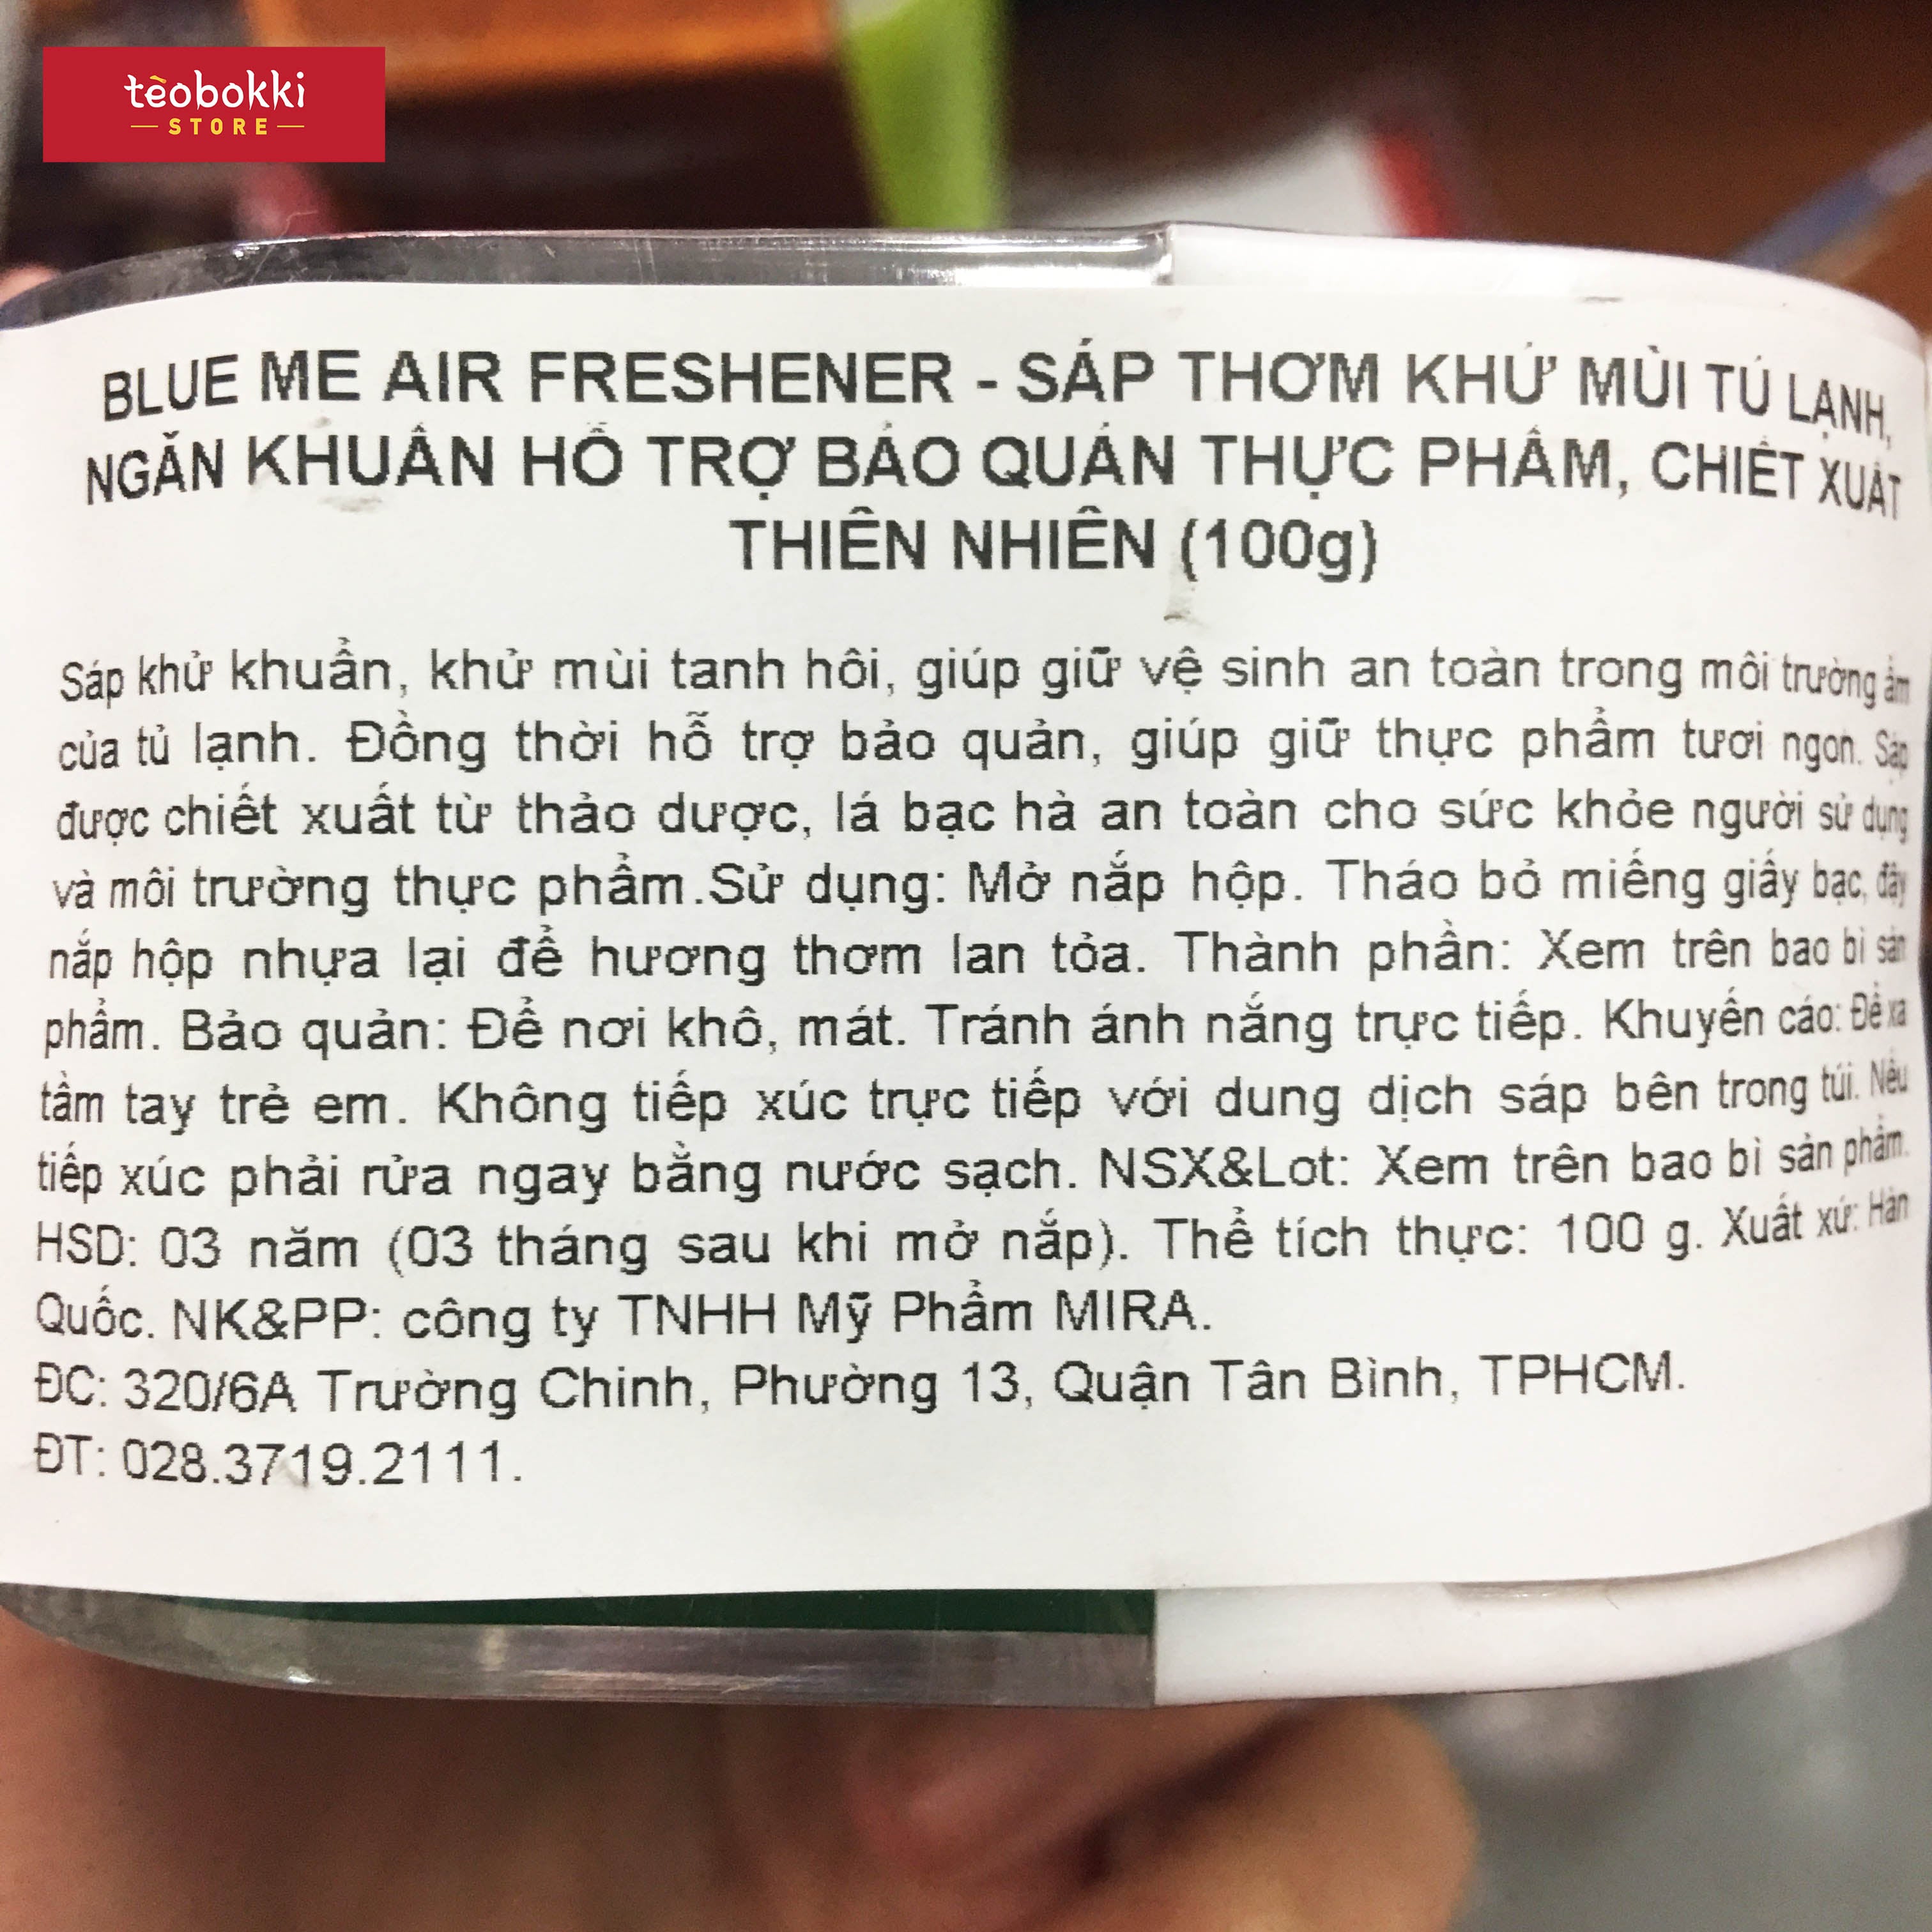 tèobokki
STORE
BLUE ME AIR FRESHENER - SÁP THƠM KHỬ MÙI TỦ LẠNH,
NGĂN KHUẨN HỖ TRỢ BẢO QUẢN THỰC PHẨM, CHIẾT XUẤT
THIÊN NHIÊN (100g)
Sáp khử khuẩn, khử mùi tanh hôi, giúp giữ vệ sinh an toàn trong môi trường ẩm
của tủ lạnh. Đồng thời hỗ trợ bảo quản, giúp giữ thực phẩm tươi ngon. Sáp
được chiết xuất từ thảo dược, lá bạc hà an toàn cho sức khỏe người sử dụng
và môi trường thực phẩm.Sử dụng: Mở nắp hộp. Tháo bỏ miếng giấy bạc, đậy
nắp hộp nhựa lại để hương thơm lan tỏa. Thành phần: Xem trên bao bì sản
phẩm. Bảo quản: Để nơi khô, mát. Tránh ánh nắng trực tiếp. Khuyến cáo: Để xa
tầm tay trẻ em. Không tiếp xúc trực tiếp với dung dịch sáp bên trong túi. Nếu
tiếp xúc phải rửa ngay bằng nước sạch. NSX&Lot: Xem trên bao bì sản phẩm.
HSD: 03 năm (03 tháng sau khi mở nắp). Thể tích thực: 100 g. Xuất xứ: Hàn
Quốc. NK&PP: công ty TNHH Mỹ Phẩm MIRA.
ĐC: 320/6A Trường Chinh, Phường 13, Quận Tân Bình, TPHCM.
ĐT: 028.3719.2111.